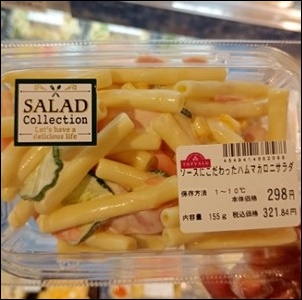 SALAD
Collection
Let's have a
delicious life
TOPVALU
ソースにこだわったハムマカロニサラダ
保存方法 1～10℃
本体価格 298円
内容量 155g 税込価格 321.84円